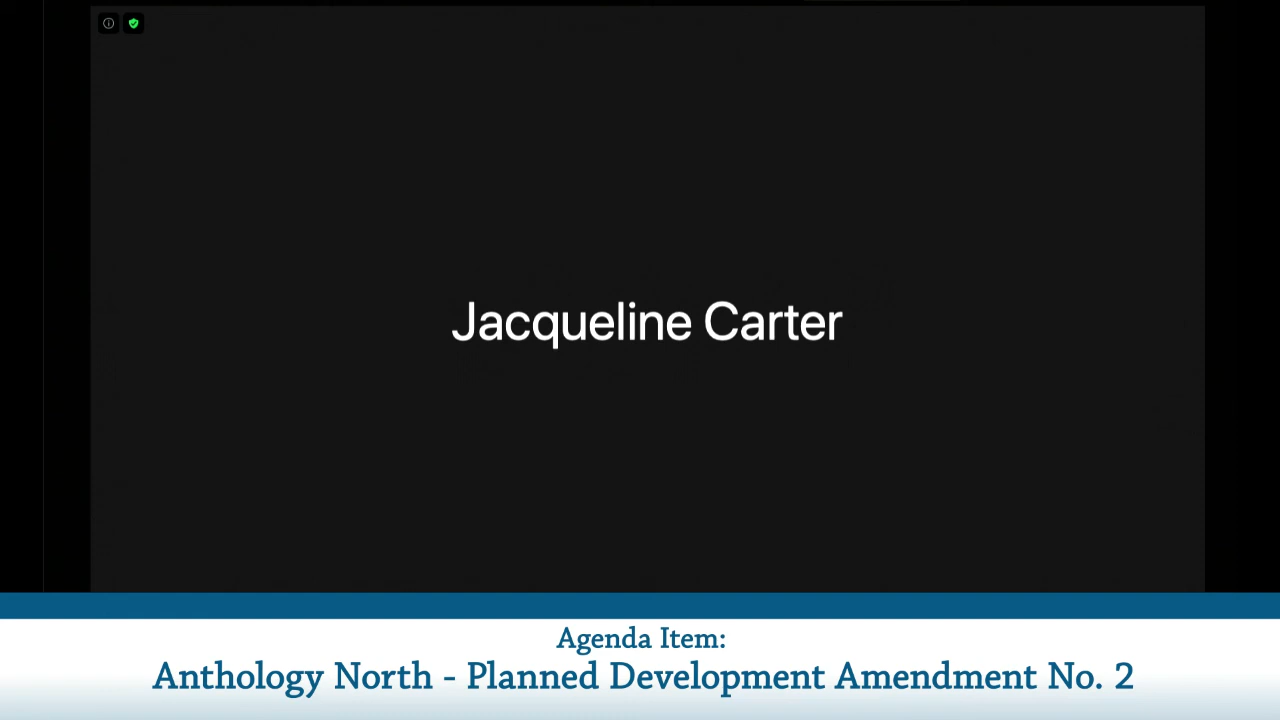 Jacqueline Carter
Agenda Item:
Anthology North - Planned Development Amendment No. 2